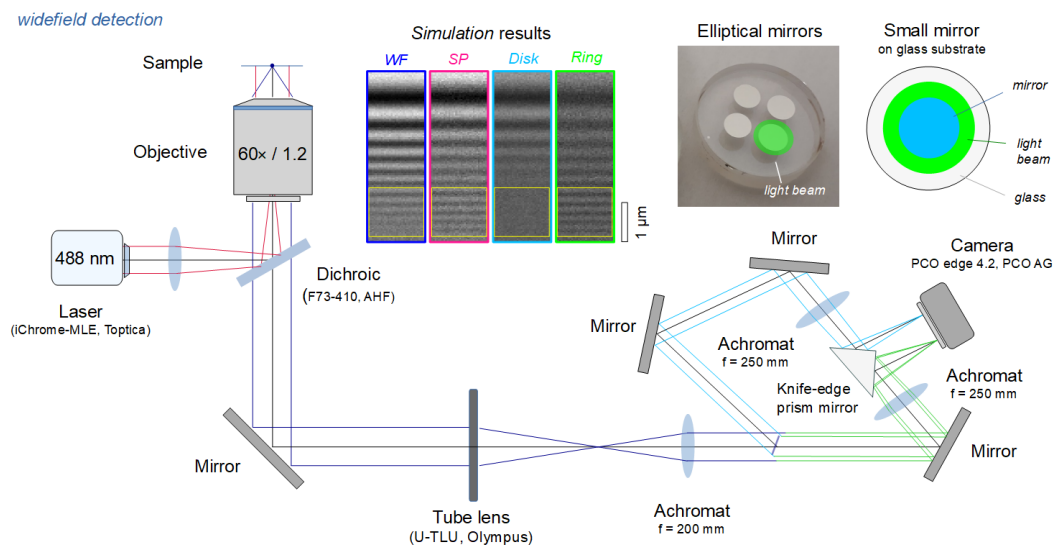 widefield detection
Simulation results
WF
SP
Disk
Ring
1 µm
Elliptical mirrors
light beam
Small mirror
on glass substrate
mirror
light
beam
glass
Sample
Objective
60× / 1.2
488 nm
Laser
(iChrome-MLE, Toptica)
Dichroic
(F73-410, AHF)
Mirror
Tube lens
(U-TLU, Olympus)
Achromat
f = 200 mm
Mirror
Mirror
Achromat
f = 250 mm
Knife-edge
prism mirror
Camera
PCO edge 4.2, PCO AG
Achromat
f = 250 mm
Mirror